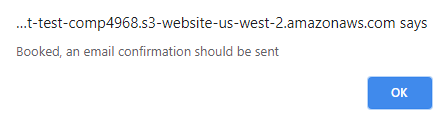 ...t-test-comp4968.s3-website-us-west-2.amazonaws.com says
Booked, an email confirmation should be sent
OK